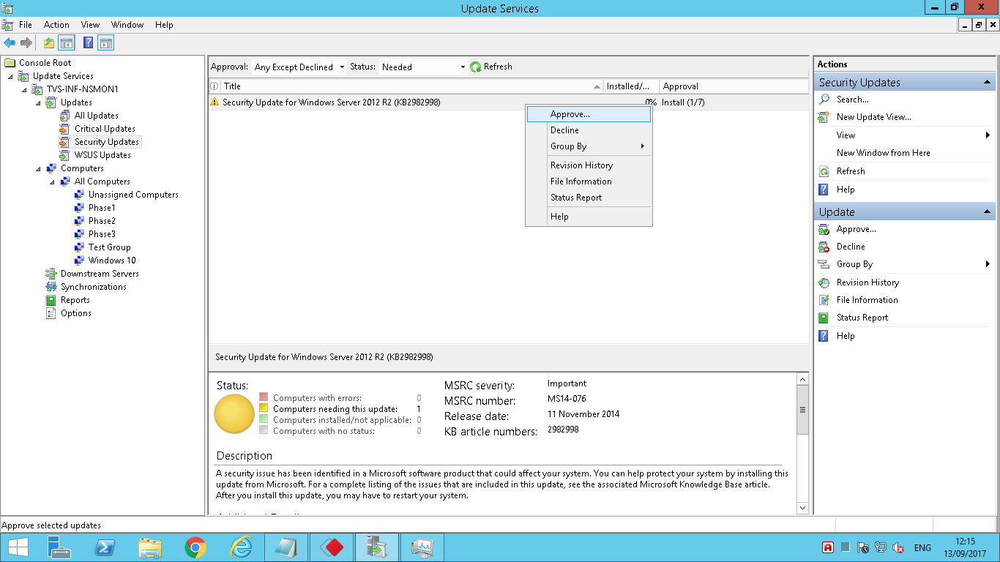 Update Services
File Action View Window Help
Console Root
Update Services
TVS-INF-NSMON1
Updates
All Updates
Critical Updates
Security Updates
WSUS Updates
Computers
All Computers
Unassigned Computers
Phase1
Phase2
Phase3
Test Group
Windows 10
Downstream Servers
Synchronizations
Reports
Options
Approval: Any Except Declined Status: Needed Refresh
Title Installed/... Approval
Security Update for Windows Server 2012 R2 (KB2982998) 0% Install (1/7)
Approve...
Decline
Group By
Revision History
File Information
Status Report
Help
Security Update for Windows Server 2012 R2 (KB2982998)
Status:
Computers with errors: 0
Computers needing this update: 1
Computers installed/not applicable: 0
Computers with no status: 0
MSRC severity: Important
MSRC number: MS14-076
Release date: 11 November 2014
KB article numbers: 2982998
Description
A security issue has been identified in a Microsoft software product that could affect your system. You can help protect your system by installing this
update from Microsoft. For a complete listing of the issues that are included in this update, see the associated Microsoft Knowledge Base article.
After you install this update, you may have to restart your system.
Actions
Security Updates
Search...
New Update View...
View
New Window from Here
Refresh
Help
Update
Approve...
Decline
Group By
Revision History
File Information
Status Report
Help
Approve selected updates
ENG
12:15
13/09/2017